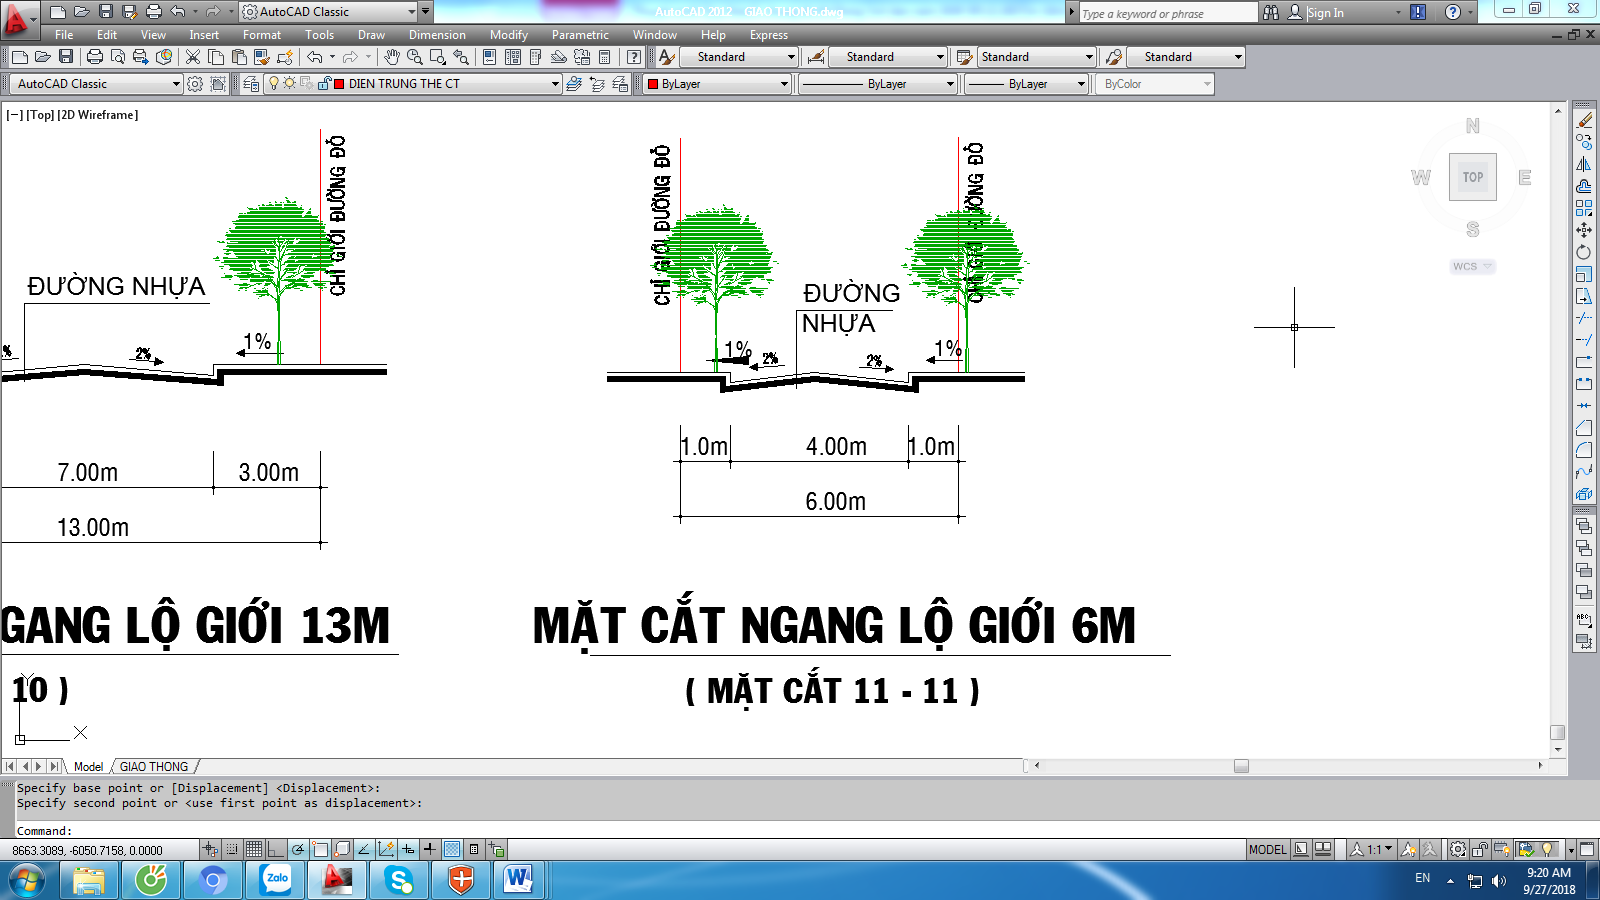 AutoCAD Classic
AutoCAD 2012 GIAO THONG.dwg
Type a keyword or phrase
Sign In
File Edit View Insert Format Tools Draw Dimension Modify Parametric Window Help Express
Standard Standard Standard Standard
AutoCAD Classic
DIEN TRUNG THE CT
ByLayer ByLayer ByLayer ByColor
[−] [Top] [2D Wireframe]
CHỈ GIỚI ĐƯỜNG ĐỎ
CHỈ GIỚI ĐƯỜNG ĐỎ
N
W TOP E
S
WCS
ĐƯỜNG NHỰA
ĐƯỜNG
NHỰA
1% 1% 1%
2% 2% 2%
1.0m 4.00m 1.0m
7.00m 3.00m
6.00m
13.00m
GANG LỘ GIỚI 13M
MẶT CẮT NGANG LỘ GIỚI 6M
10 )
( MẶT CẮT 11 - 11 )
Y
X
Model GIAO THONG
Specify base point or [Displacement] <Displacement>:
Specify second point or <use first point as displacement>:
Command:
8663.3089, -6050.7158, 0.0000
MODEL
1:1
Zalo
EN
9:20 AM
9/27/2018